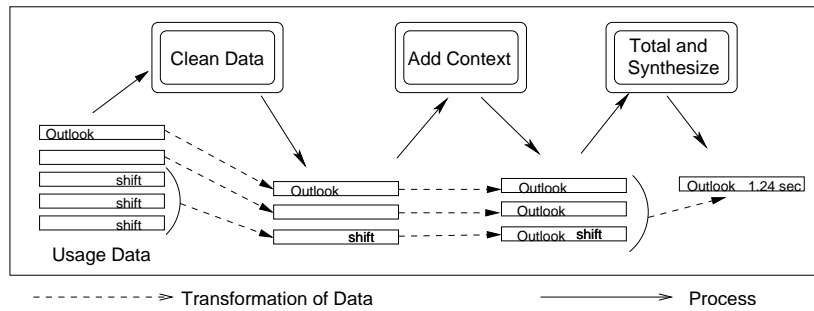 Clean Data
Add Context
Total and
Synthesize
Outlook
shift
shift
shift
Usage Data
Outlook
shift
Outlook
Outlook
Outlook shift
Outlook 1.24 sec
Transformation of Data
Process